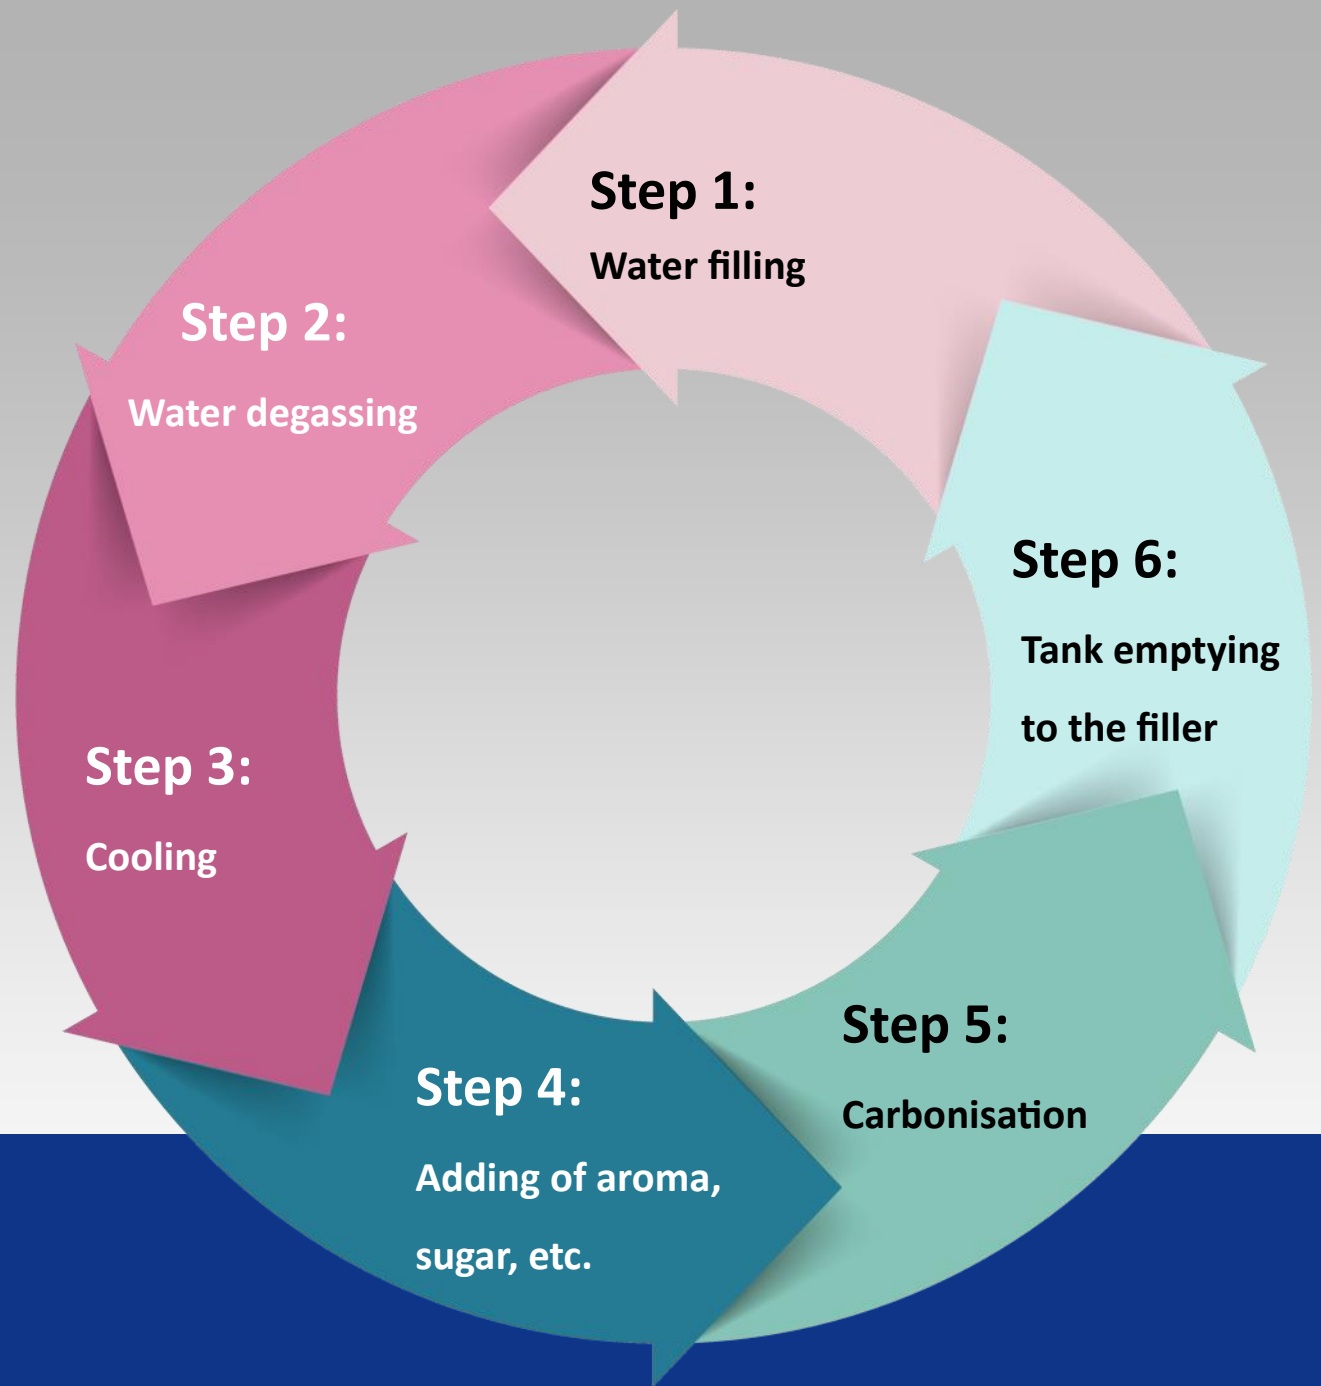 Step 1:
Water filling
Step 2:
Water degassing
Step 3:
Cooling
Step 4:
Adding of aroma,
sugar, etc.
Step 5:
Carbonisation
Step 6:
Tank emptying
to the filler